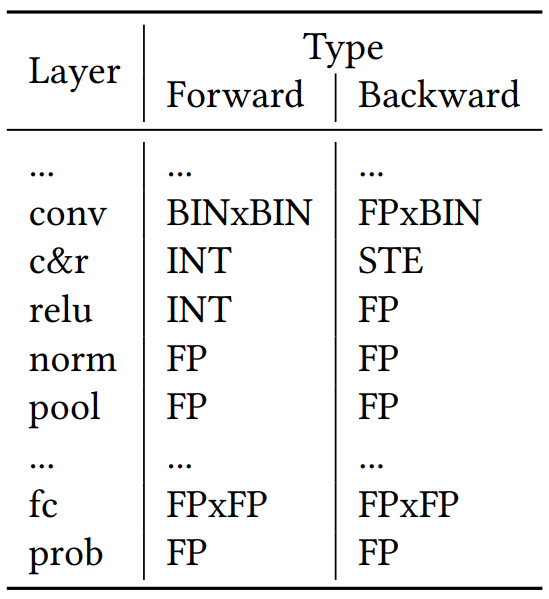 Layer Type
Forward Backward
... ... ...
conv BINxBIN FPxBIN
c&r INT STE
relu INT FP
norm FP FP
pool FP FP
... ... ...
fc FPxFP FPxFP
prob FP FP